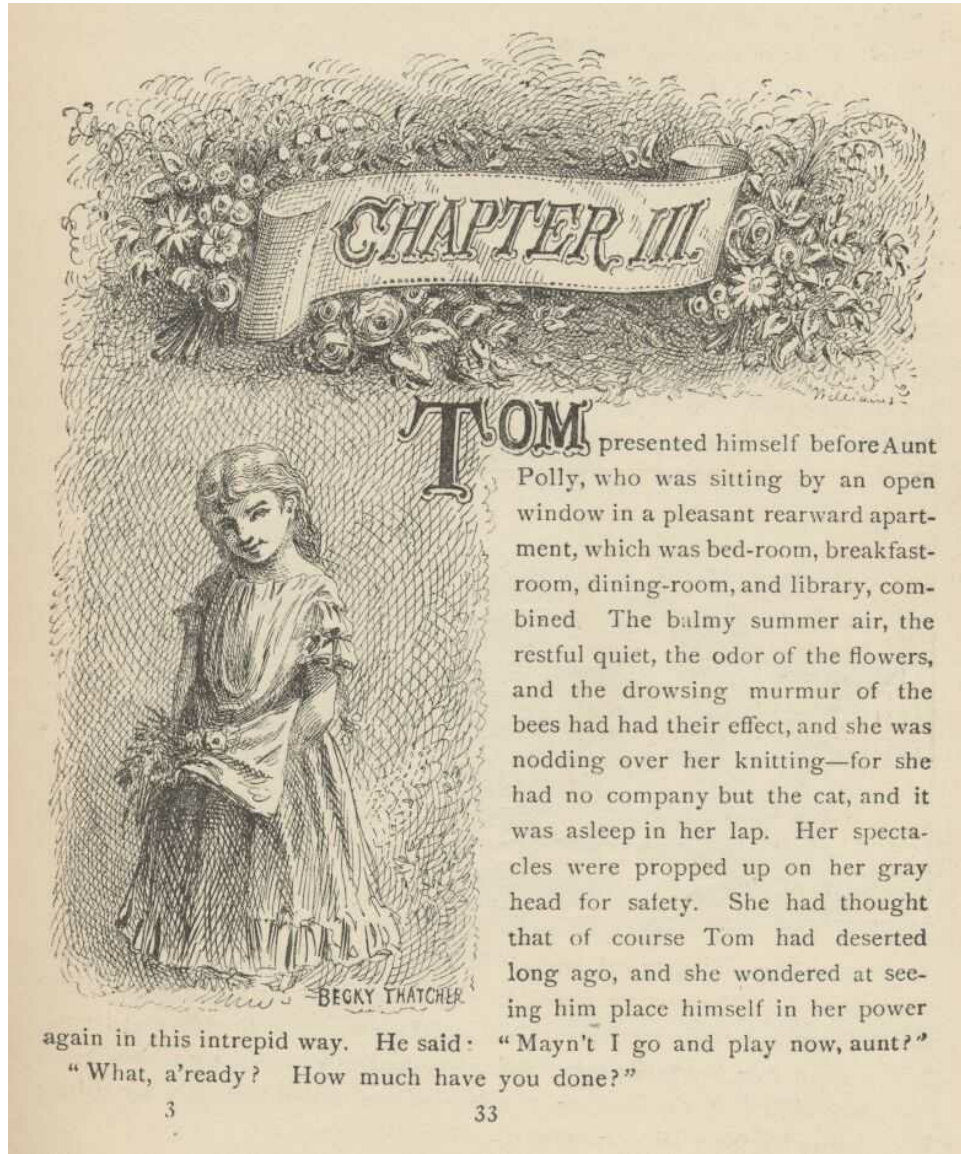 CHAPTER III.
Williams
TOM presented himself before Aunt
Polly, who was sitting by an open
window in a pleasant rearward apart-
ment, which was bed-room, breakfast-
room, dining-room, and library, com-
bined The balmy summer air, the
restful quiet, the odor of the flowers,
and the drowsing murmur of the
bees had had their effect, and she was
nodding over her knitting—for she
had no company but the cat, and it
was asleep in her lap. Her specta-
cles were propped up on her gray
head for safety. She had thought
that of course Tom had deserted
long ago, and she wondered at see-
ing him place himself in her power
BECKY THATCHER
again in this intrepid way. He said: “Mayn't I go and play now, aunt?”
“What, a'ready? How much have you done?”
3 33